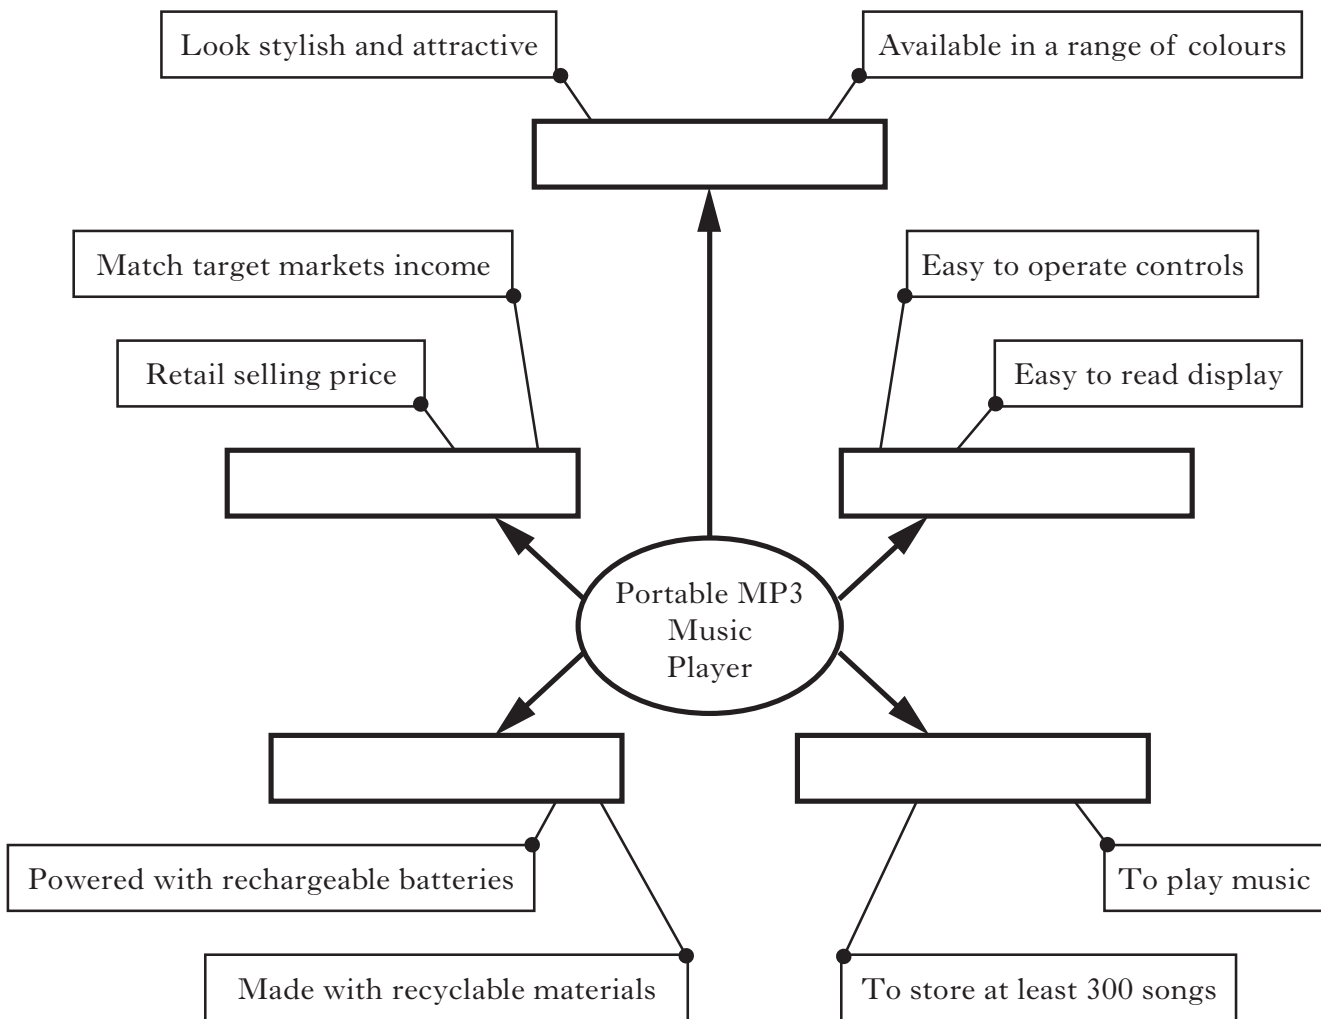 Look stylish and attractive
Available in a range of colours
Match target markets income
Easy to operate controls
Retail selling price
Easy to read display
Portable MP3
Music
Player
Powered with rechargeable batteries
To play music
Made with recyclable materials
To store at least 300 songs